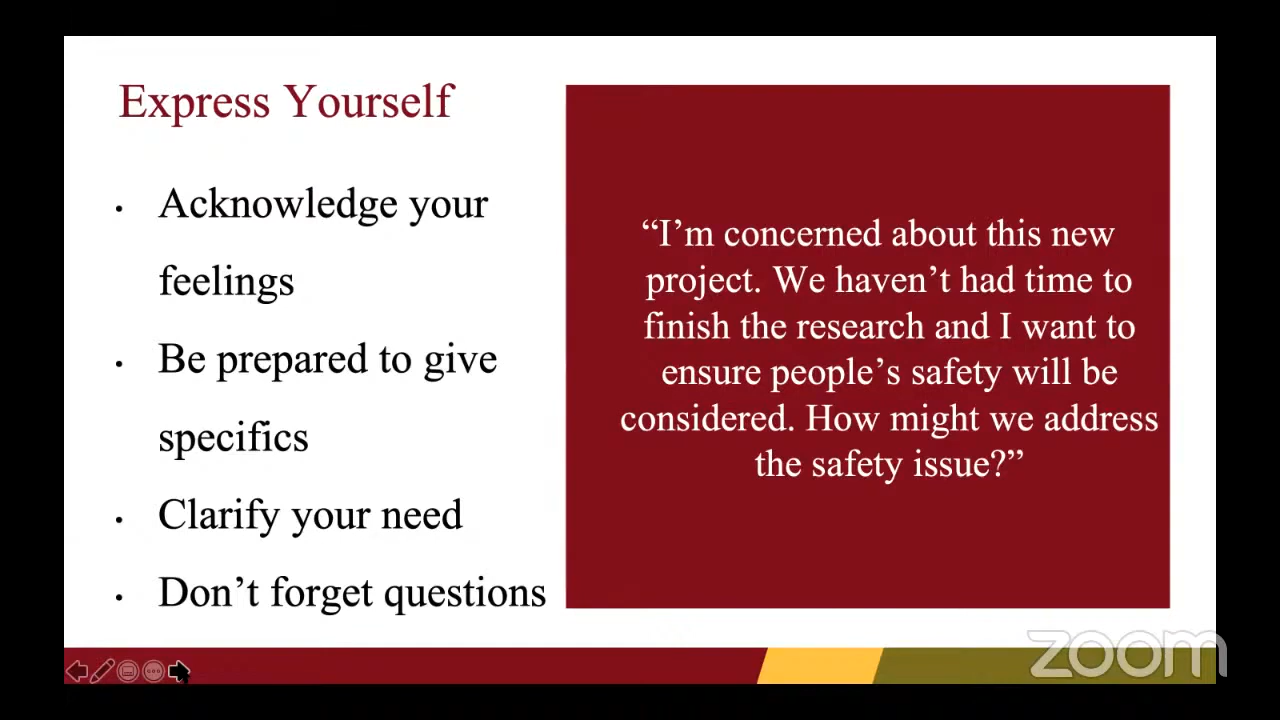 Express Yourself
• Acknowledge your
feelings
• Be prepared to give
specifics
• Clarify your need
• Don’t forget questions
“I’m concerned about this new
project. We haven’t had time to
finish the research and I want to
ensure people’s safety will be
considered. How might we address
the safety issue?”
zoom